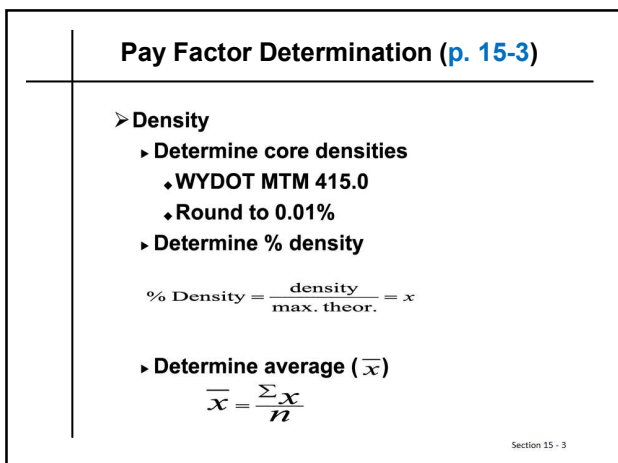 Pay Factor Determination (p. 15-3)
➢Density
▸Determine core densities
◆WYDOT MTM 415.0
◆Round to 0.01%
▸Determine % density
% Density = density / max. theor. = x
▸Determine average ( x̅ )
x̅ = Σx / n
Section 15 - 3